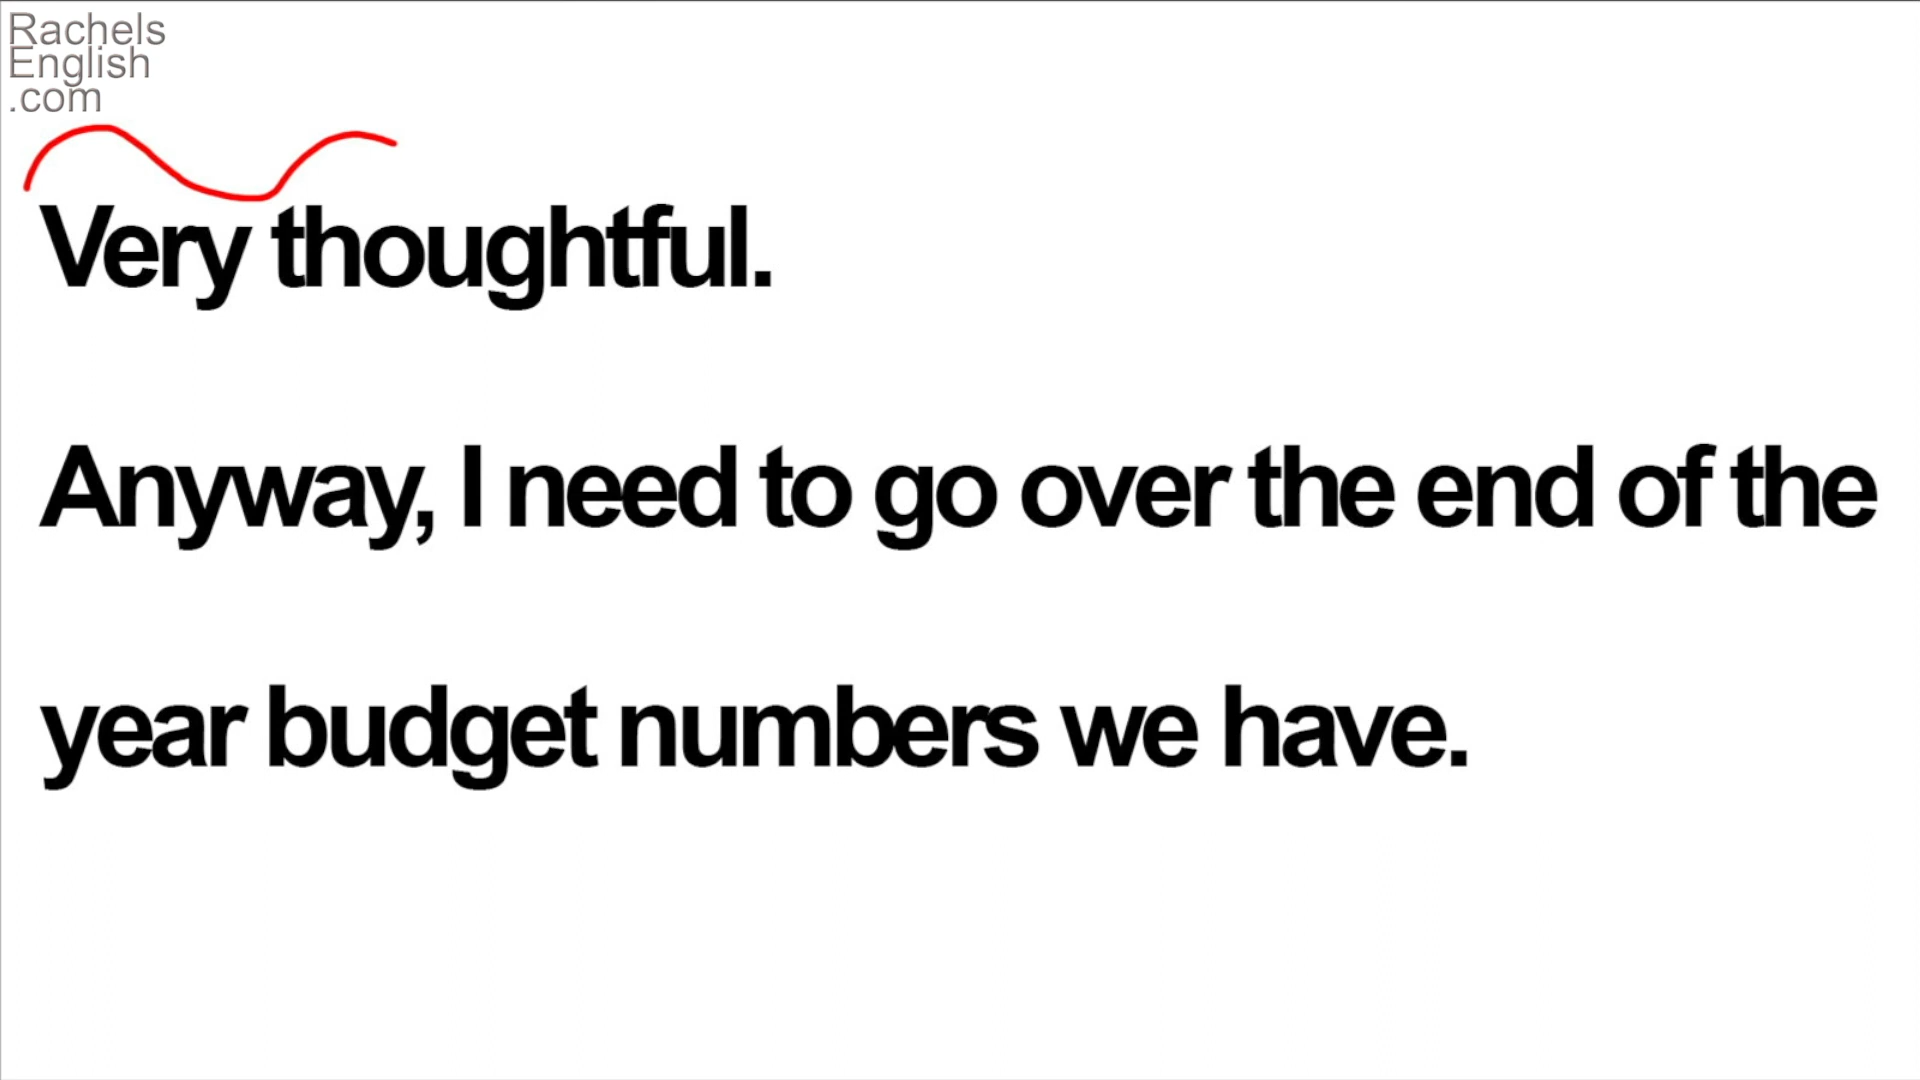 Rachels
English
.com
Very thoughtful.
Anyway, I need to go over the end of the
year budget numbers we have.